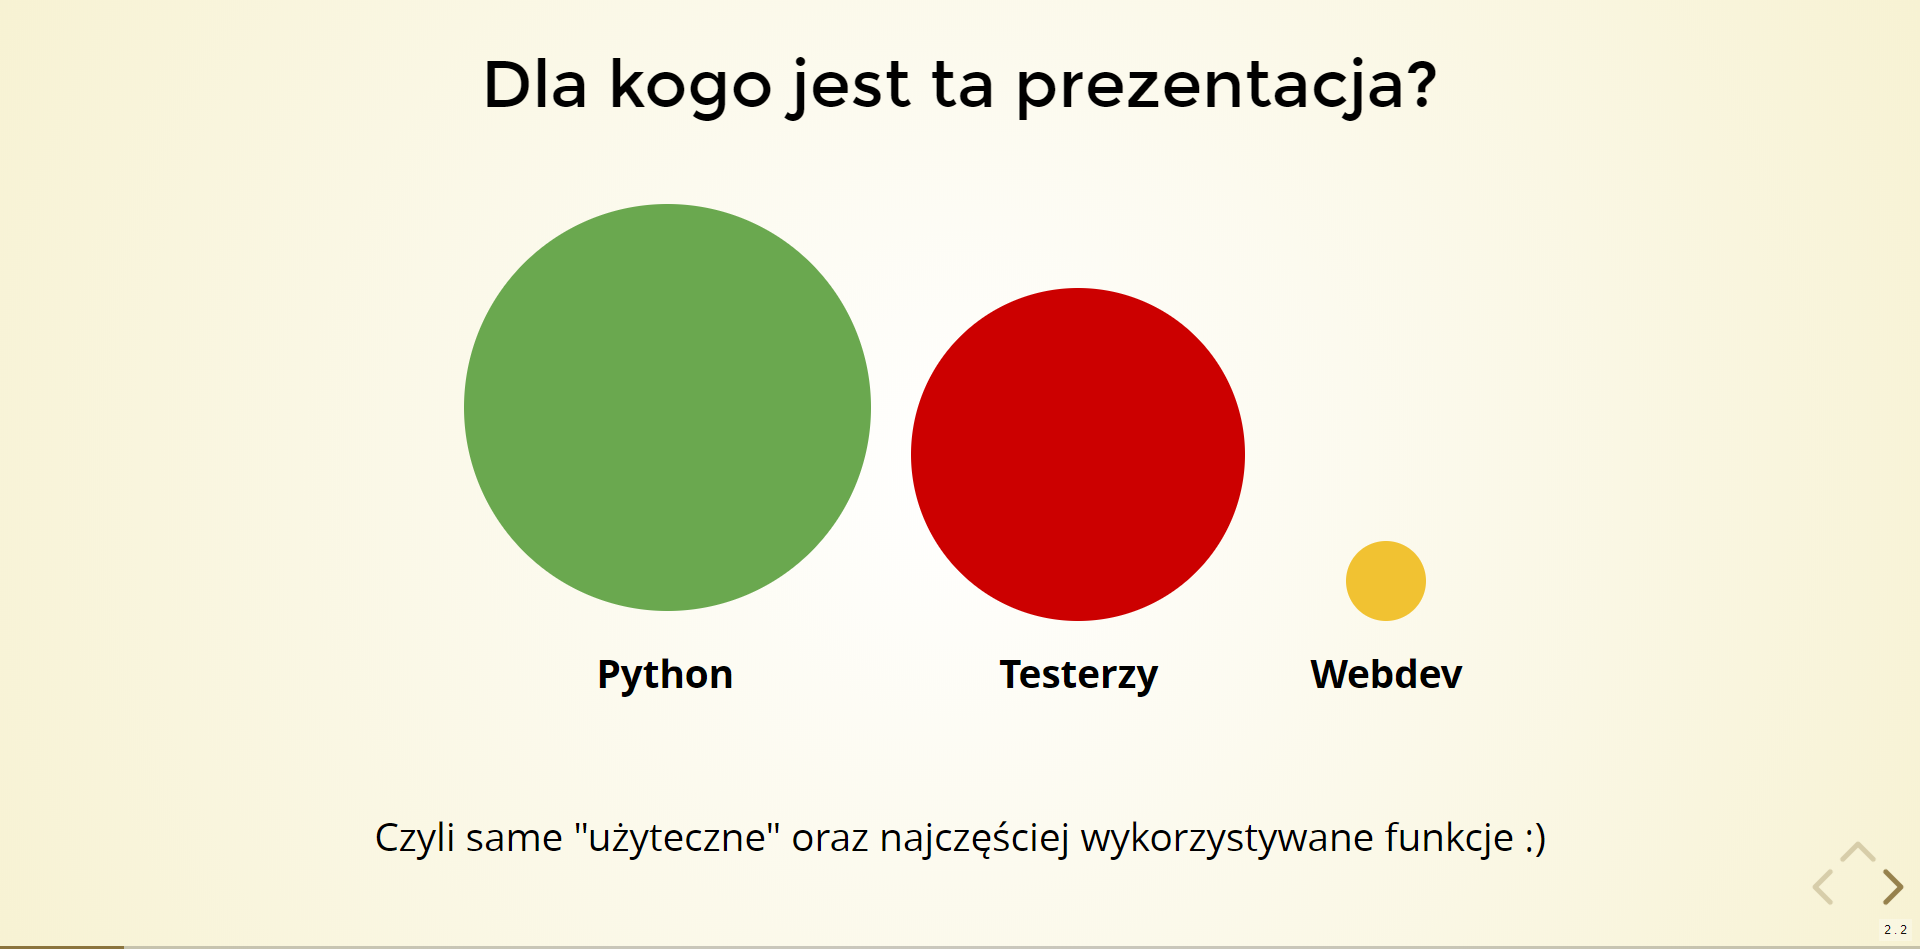 Dla kogo jest ta prezentacja?
Python
Testerzy
Webdev
Czyli same "użyteczne" oraz najczęściej wykorzystywane funkcje :)
2.2